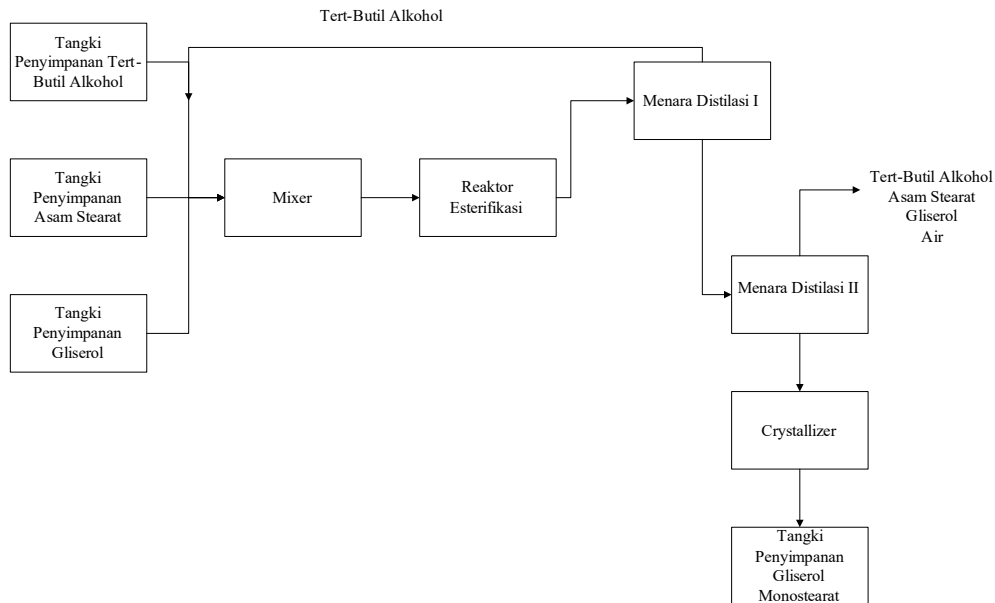 Tert-Butil Alkohol
Tangki
Penyimpanan Tert-
Butil Alkohol
Menara Distilasi I
Tangki
Penyimpanan
Asam Stearat
Mixer
Reaktor
Esterifikasi
Tert-Butil Alkohol
Asam Stearat
Gliserol
Air
Menara Distilasi II
Tangki
Penyimpanan
Gliserol
Crystallizer
Tangki
Penyimpanan
Gliserol
Monostearat